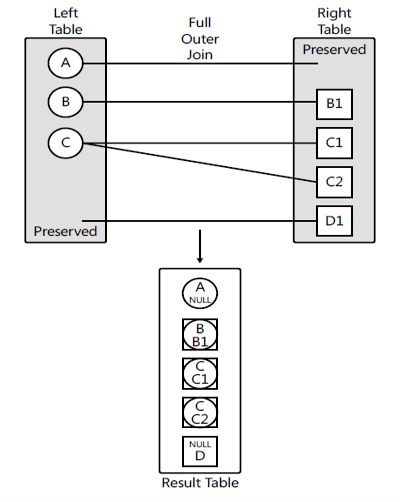 Left
Table
Full
Outer
Join
Right
Table
Preserved
A
B
C
B1
C1
C2
D1
Preserved
A
NULL
B
B1
C
C1
C
C2
NULL
D
Result Table